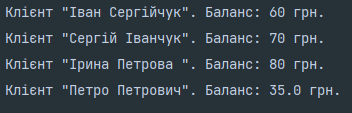 Клієнт "Іван Сергійчук". Баланс: 60 грн.
Клієнт "Сергій Іванчук". Баланс: 70 грн.
Клієнт "Ірина Петрова ". Баланс: 80 грн.
Клієнт "Петро Петрович". Баланс: 35.0 грн.